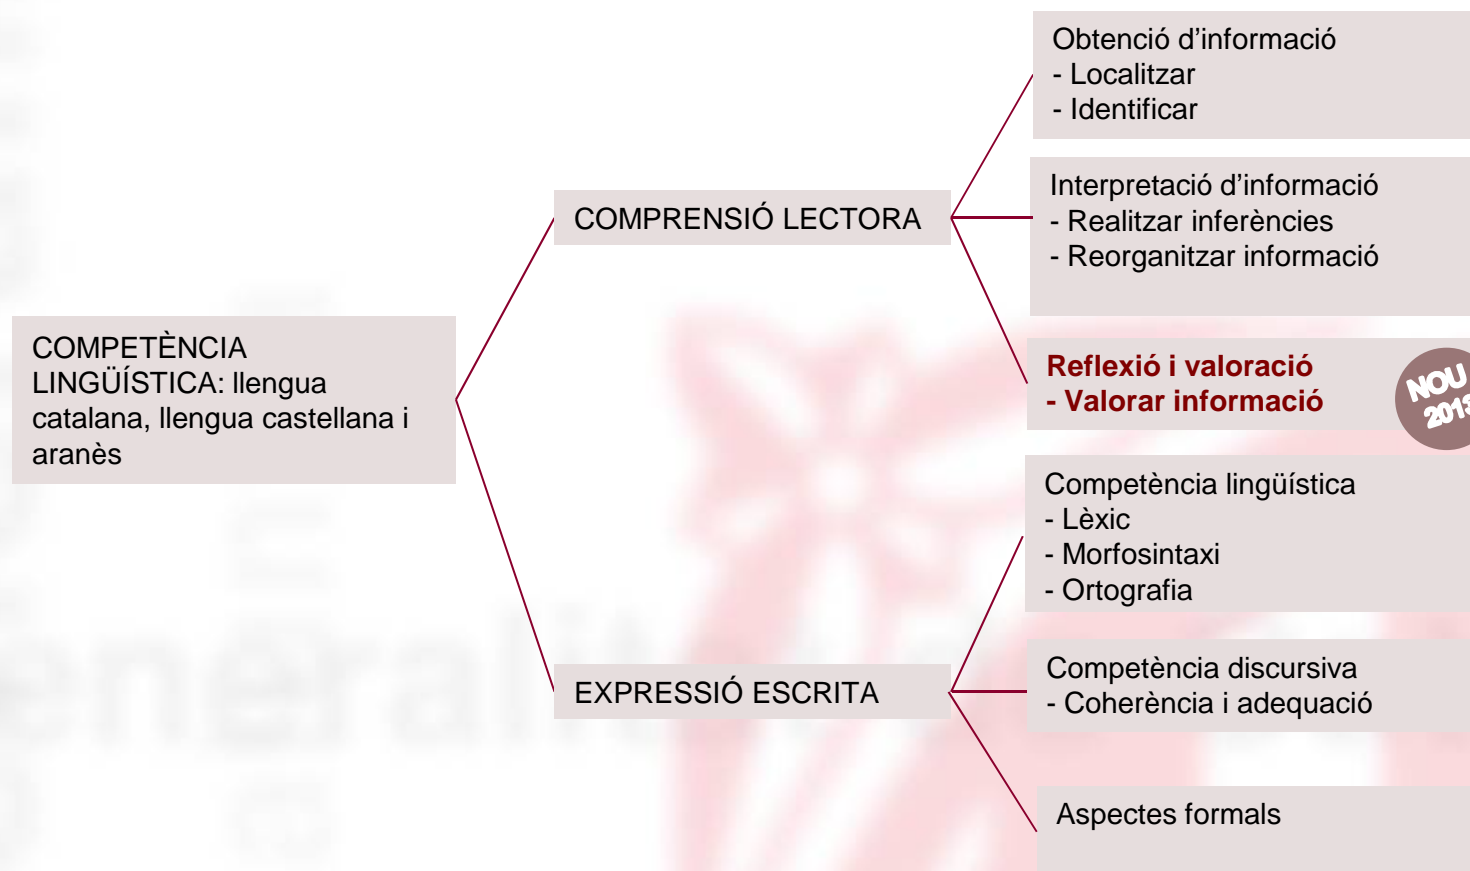 COMPETÈNCIA
LINGÜÍSTICA: llengua
catalana, llengua castellana i
aranès
COMPRENSIÓ LECTORA
Obtenció d’informació
- Localitzar
- Identificar
Interpretació d’informació
- Realitzar inferències
- Reorganitzar informació
Reflexió i valoració
- Valorar informació
NOU
2013
EXPRESSIÓ ESCRITA
Competència lingüística
- Lèxic
- Morfosintaxi
- Ortografia
Competència discursiva
- Coherència i adequació
Aspectes formals